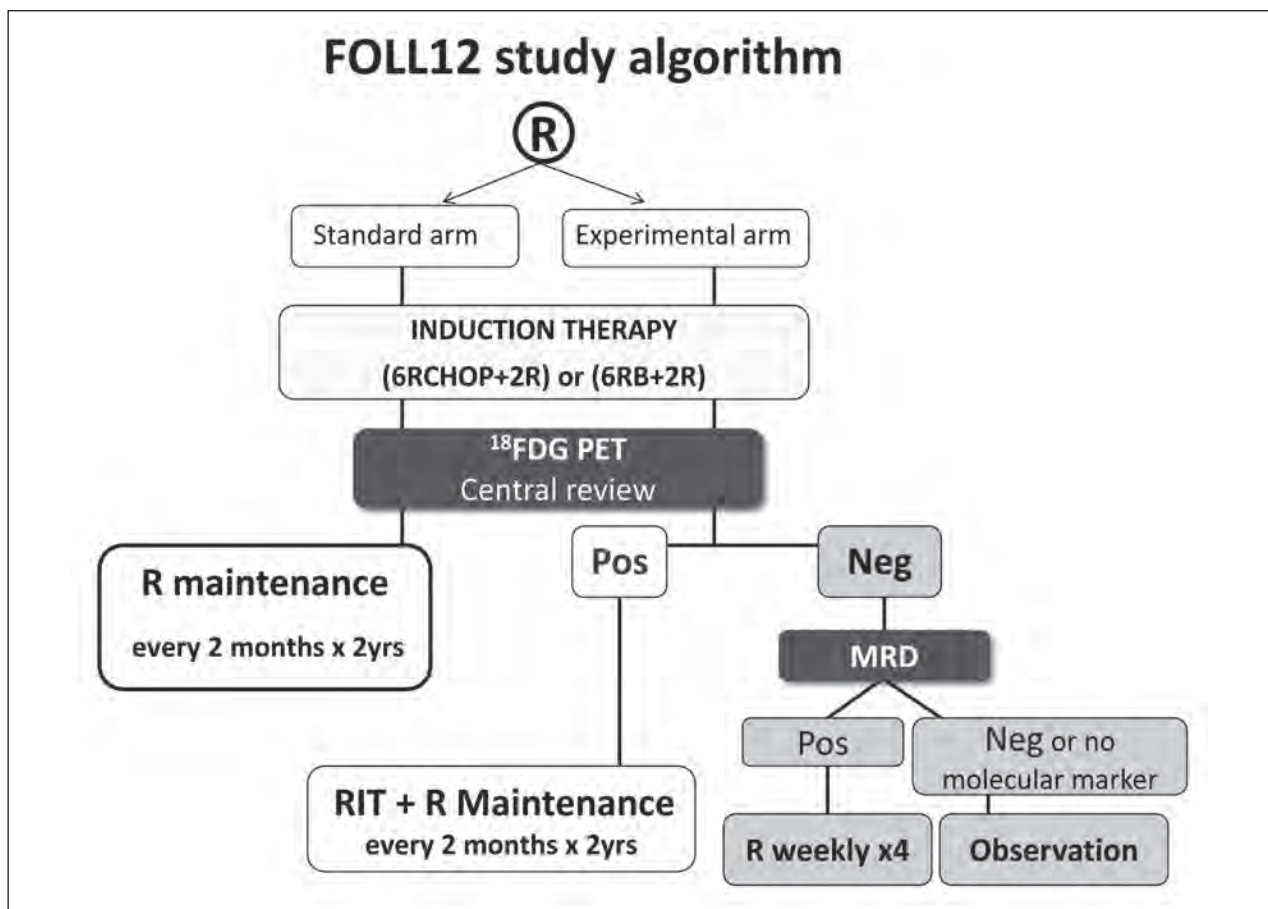 FOLL12 study algorithm
R
Standard arm
Experimental arm
INDUCTION THERAPY
(6RCHOP+2R) or (6RB+2R)
18FDG PET
Central review
Pos
Neg
R maintenance
every 2 months x 2yrs
MRD
Pos
Neg or no
molecular marker
RIT + R Maintenance
every 2 months x 2yrs
R weekly x4
Observation